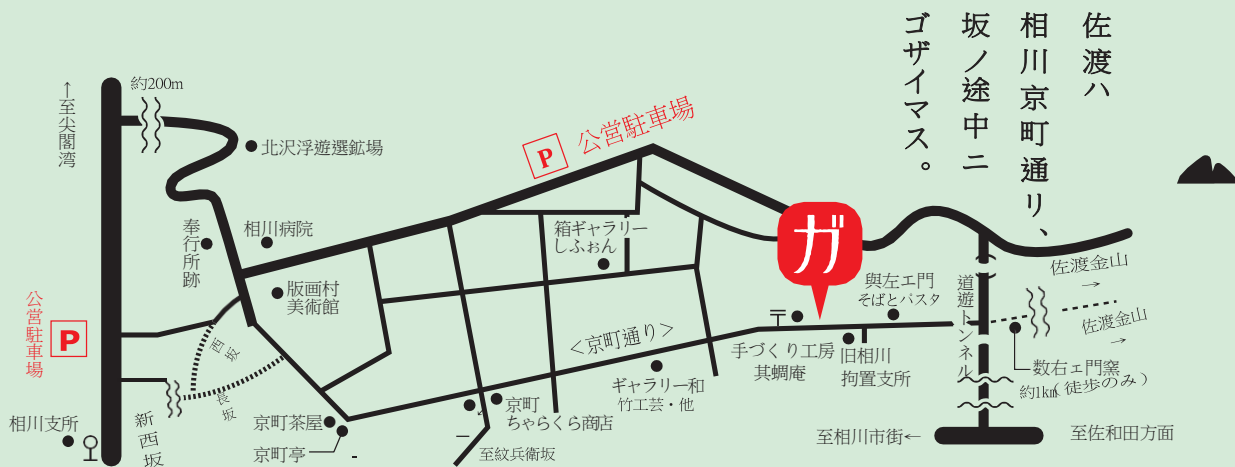 佐渡ハ
相川京町通リ、
坂ノ途中ニ
ゴザイマス。
↑至尖閣湾
約200m
北沢浮遊選鉱場
P 公営駐車場
奉行所跡
相川病院
箱ギャラリー
しふぉん
ガ
版画村
美術館
與左エ門
そばとパスタ
道遊トンネル
佐渡金山
→
佐渡金山
→
公営駐車場
P
西坂
長坂
<京町通り>
手づくり工房
其蜩庵
旧相川
拘置支所
数右ェ門窯
約1km(徒歩のみ)
ギャラリー和
竹工芸・他
京町
ちゃらくら商店
新西坂
相川支所
京町茶屋
京町亭
至紋兵衛坂
至相川市街←
至佐和田方面